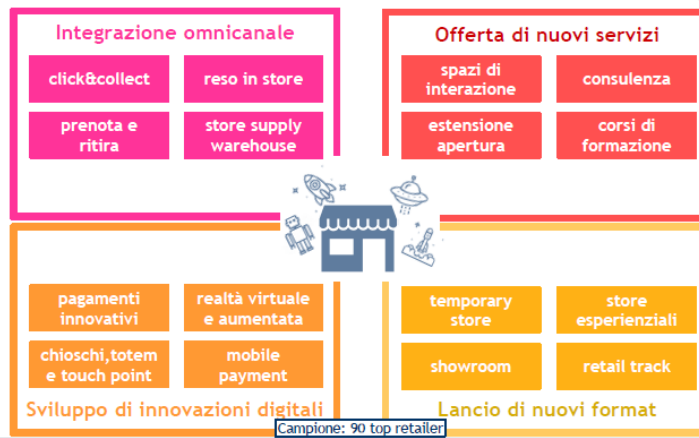 Integrazione omnicanale
click&collect
reso in store
prenota e
ritira
store supply
warehouse
Offerta di nuovi servizi
spazi di
interazione
consulenza
estensione
apertura
corsi di
formazione
pagamenti
innovativi
realtà virtuale
e aumentata
chioschi,totem
e touch point
mobile
payment
Sviluppo di innovazioni digitali
temporary
store
store
esperienziali
showroom
retail track
Lancio di nuovi format
Campione: 90 top retailer